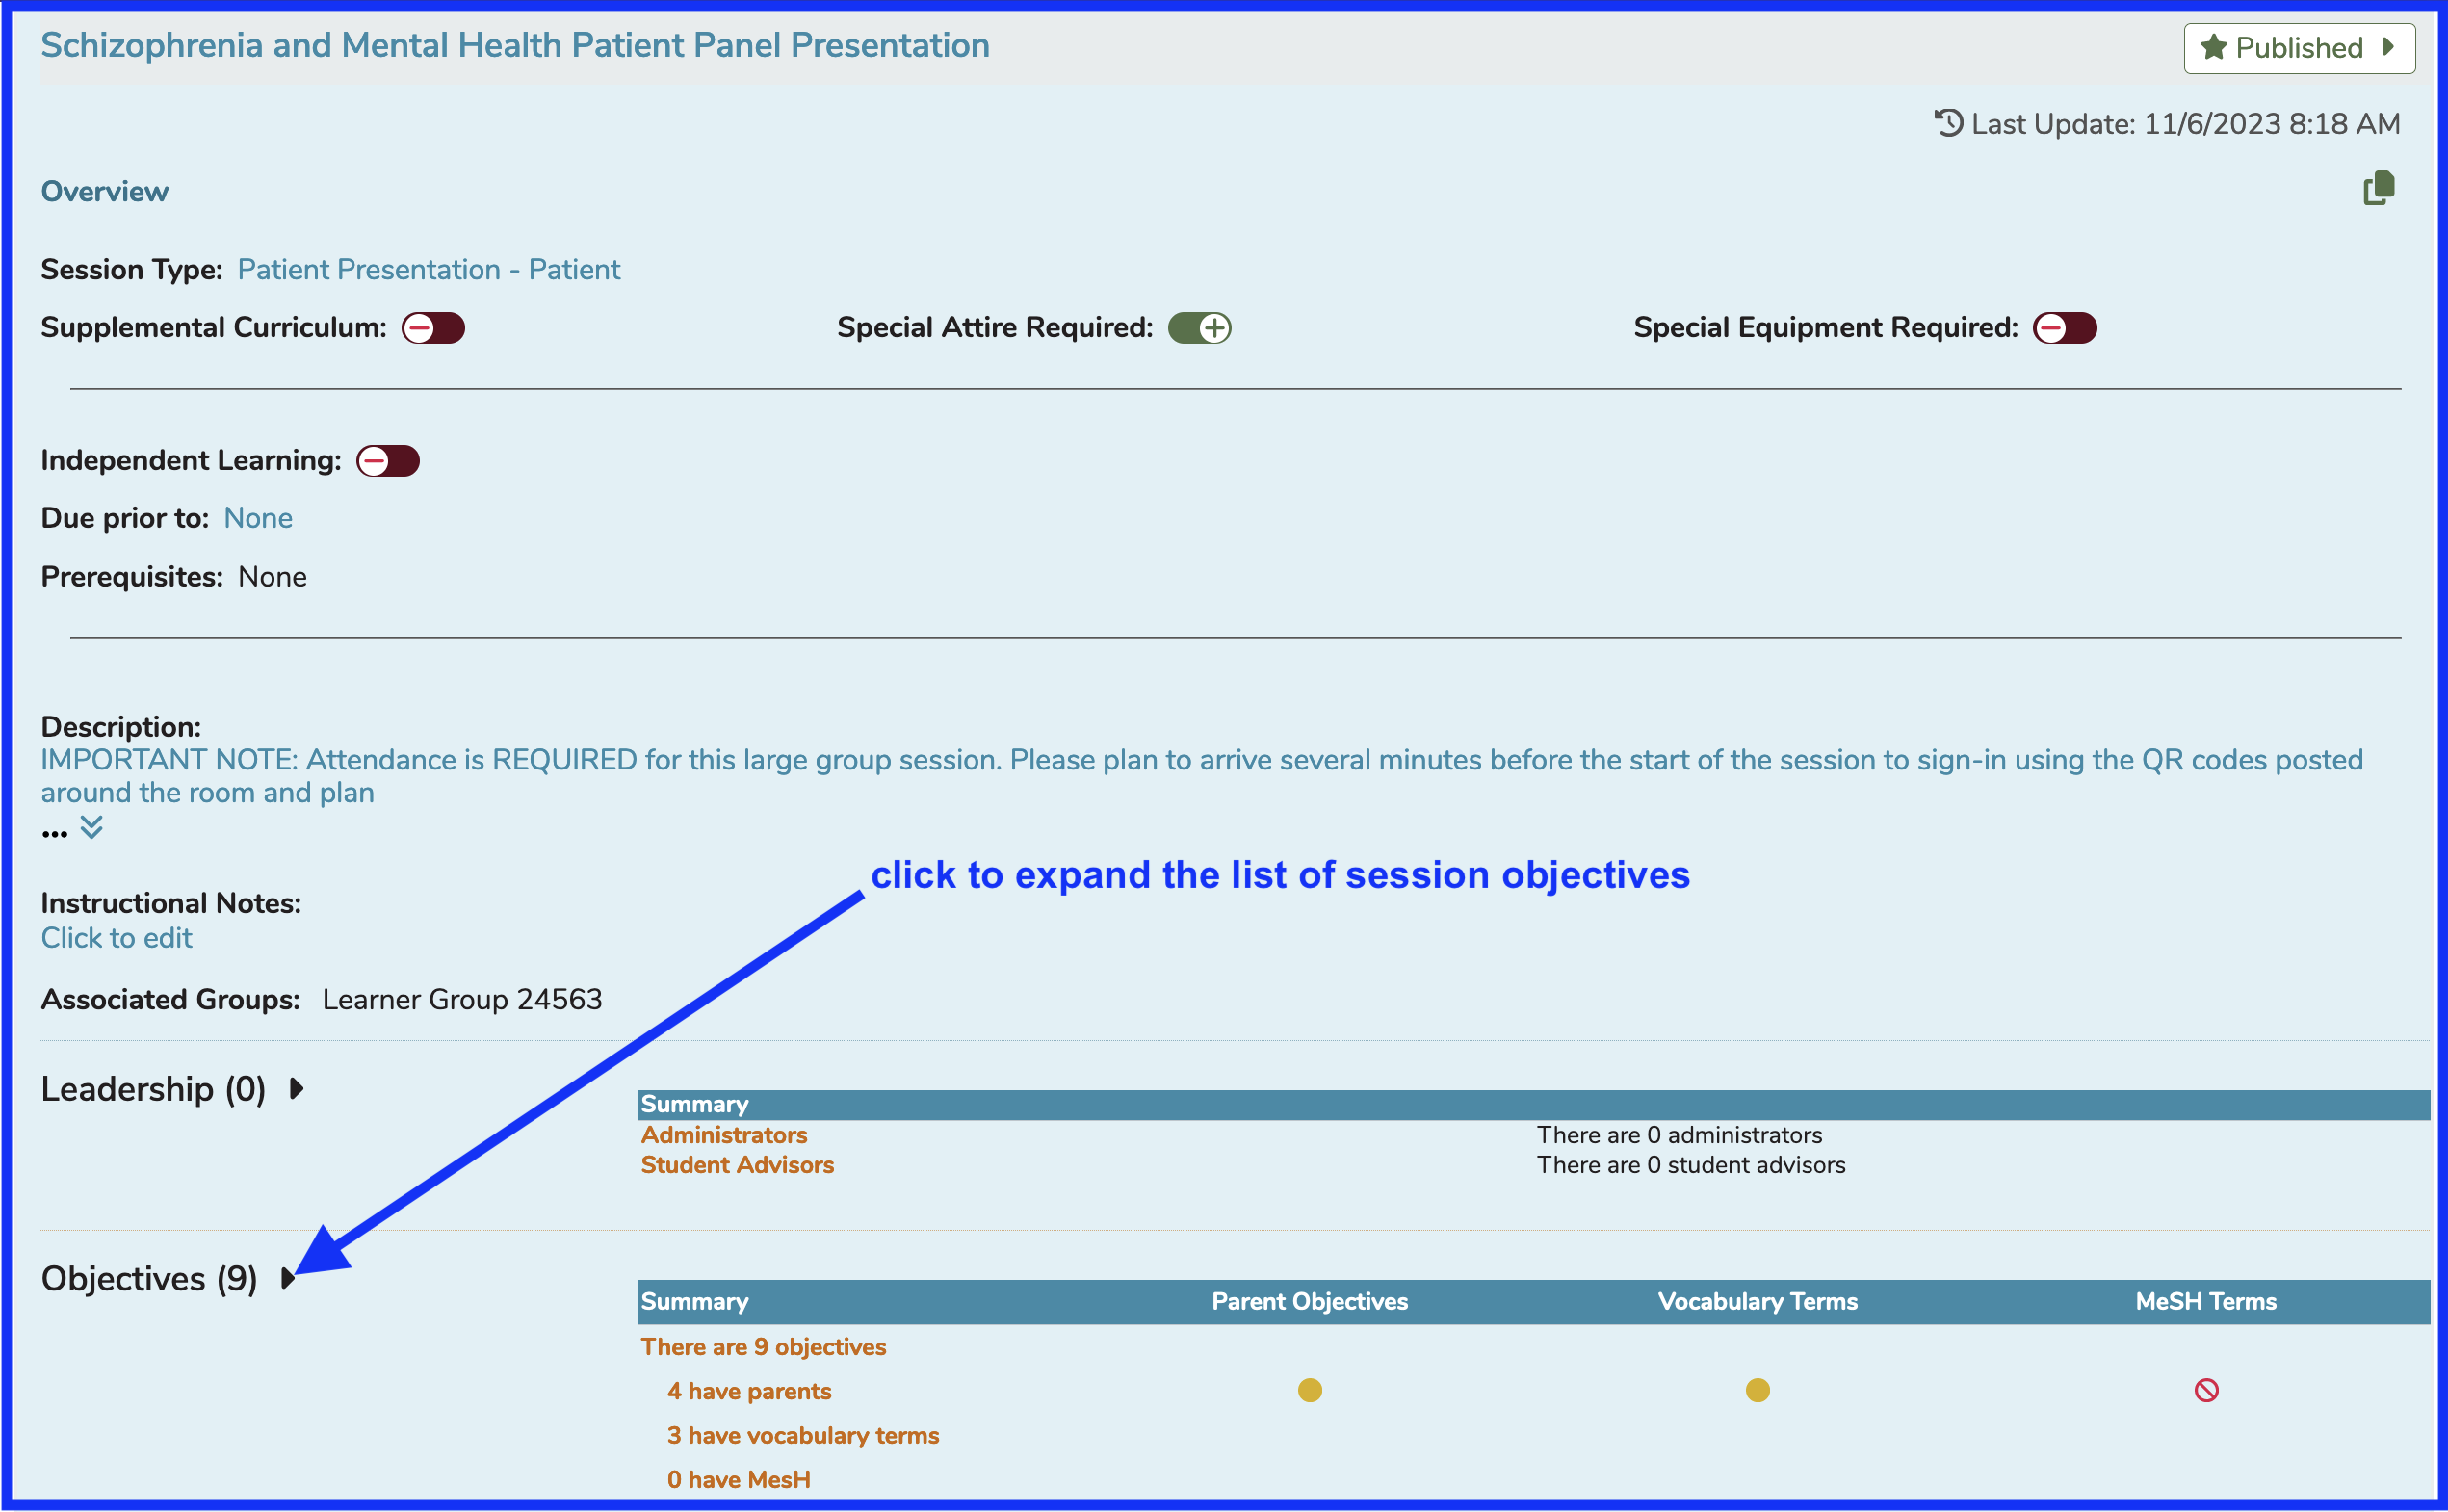 Schizophrenia and Mental Health Patient Panel Presentation
Published
Last Update: 11/6/2023 8:18 AM
Overview
Session Type: Patient Presentation - Patient
Supplemental Curriculum: Special Attire Required: Special Equipment Required:
Independent Learning:
Due prior to: None
Prerequisites: None
Description:
IMPORTANT NOTE: Attendance is REQUIRED for this large group session. Please plan to arrive several minutes before the start of the session to sign-in using the QR codes posted
around the room and plan
...
click to expand the list of session objectives
Instructional Notes:
Click to edit
Associated Groups: Learner Group 24563
Leadership (0)
Summary
Administrators There are 0 administrators
Student Advisors There are 0 student advisors
Objectives (9)
Summary Parent Objectives Vocabulary Terms MeSH Terms
There are 9 objectives
4 have parents
3 have vocabulary terms
0 have MesH